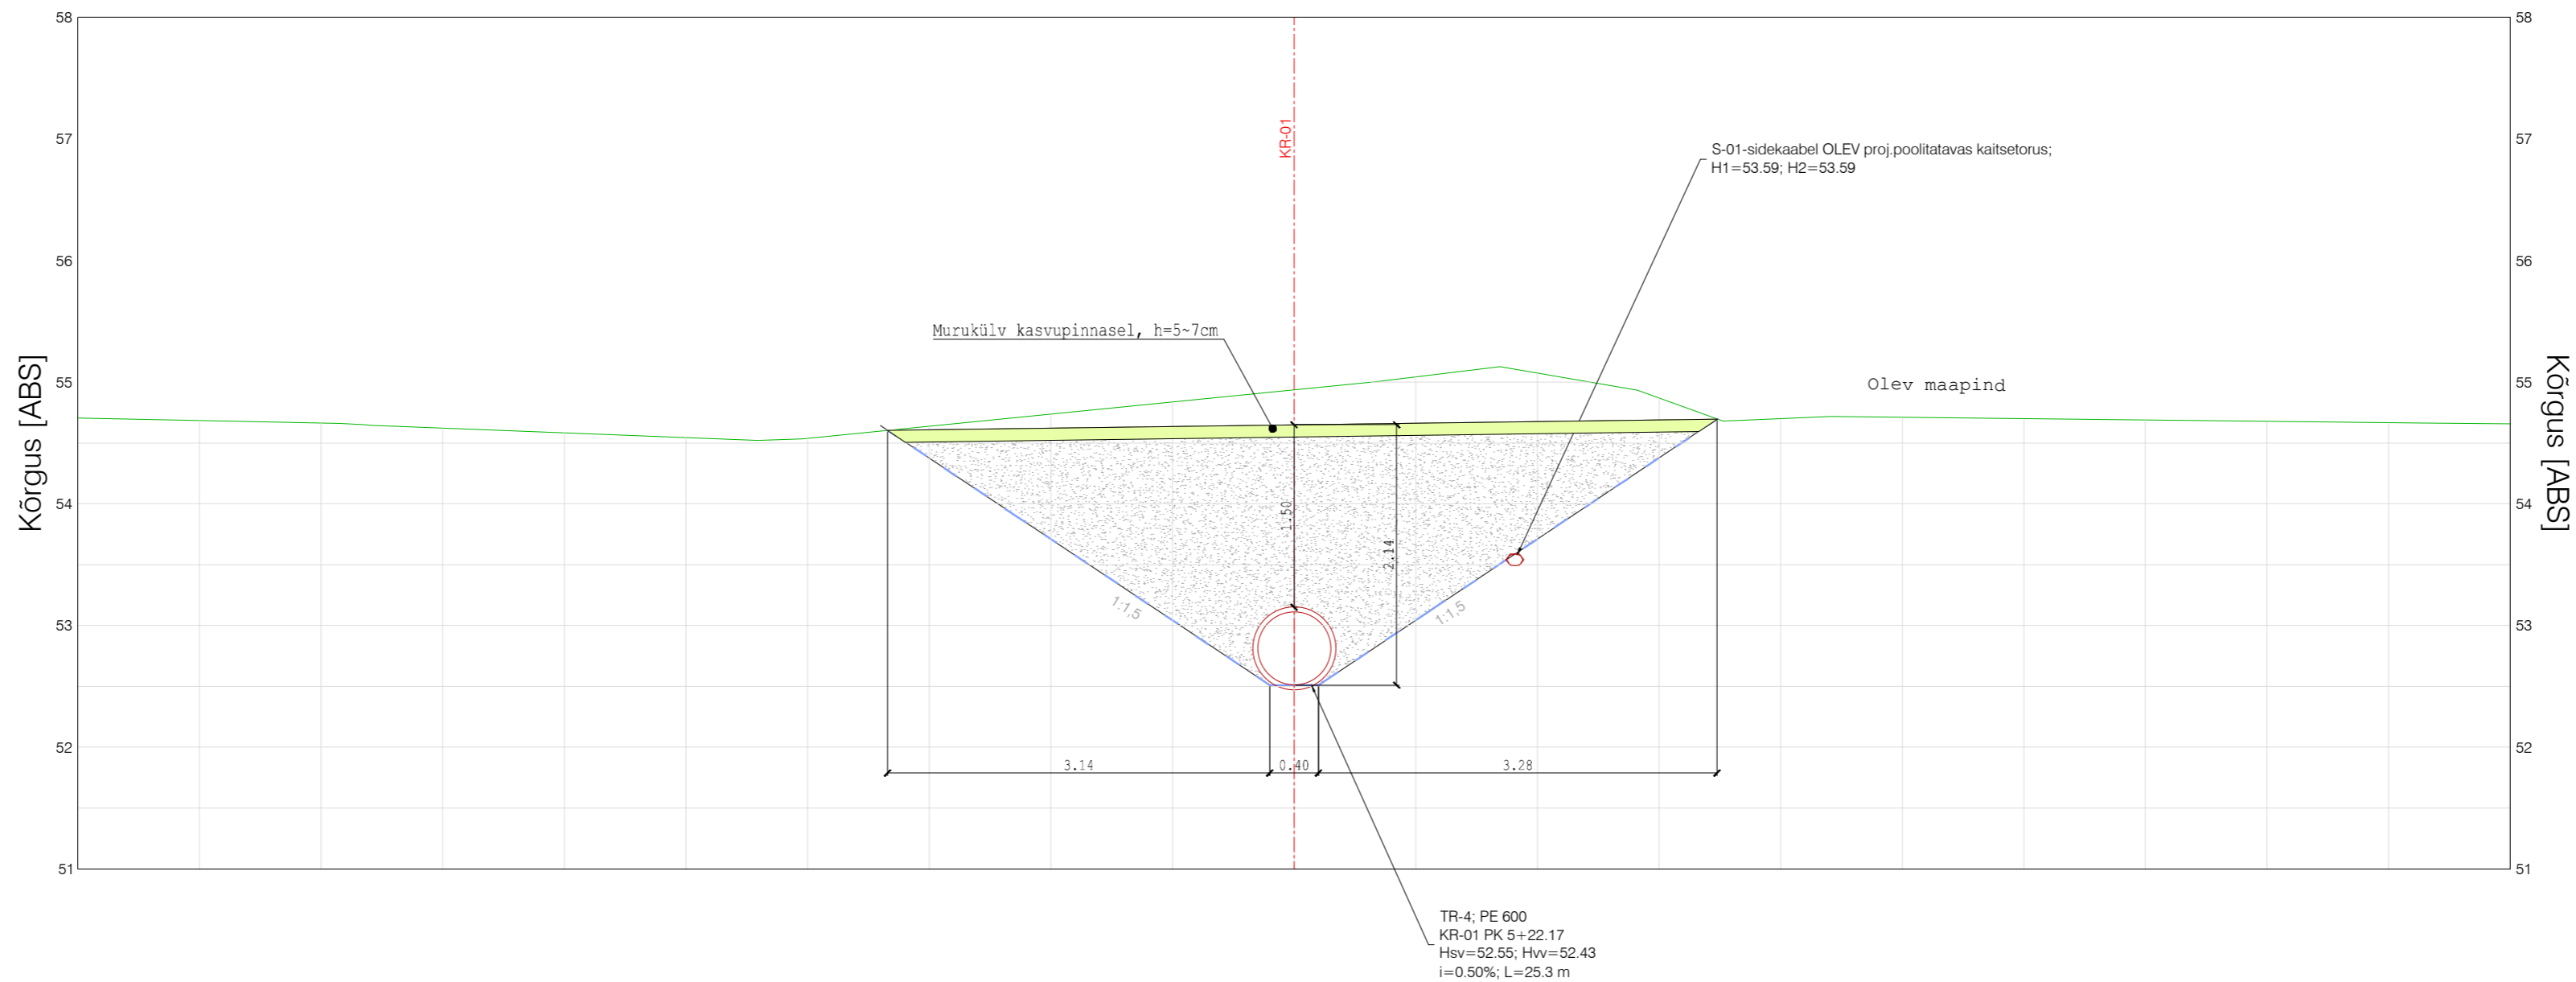 58
58
57
57
KR-01
S-01-sidekaabel OLEV proj.poolitatavas kaitsetorus;
H1=53.59; H2=53.59
56
56
Murukülv kasvupinnasel, h=5~7cm
Kõrgus [ABS]
Kõrgus [ABS]
55
55
Olev maapind
54
54
1.50
2.14
1:1,5
1:1,5
53
53
52
52
3.14
0.40
3.28
51
51
TR-4; PE 600
KR-01 PK 5+22.17
Hsv=52.55; Hvv=52.43
i=0.50%; L=25.3 m